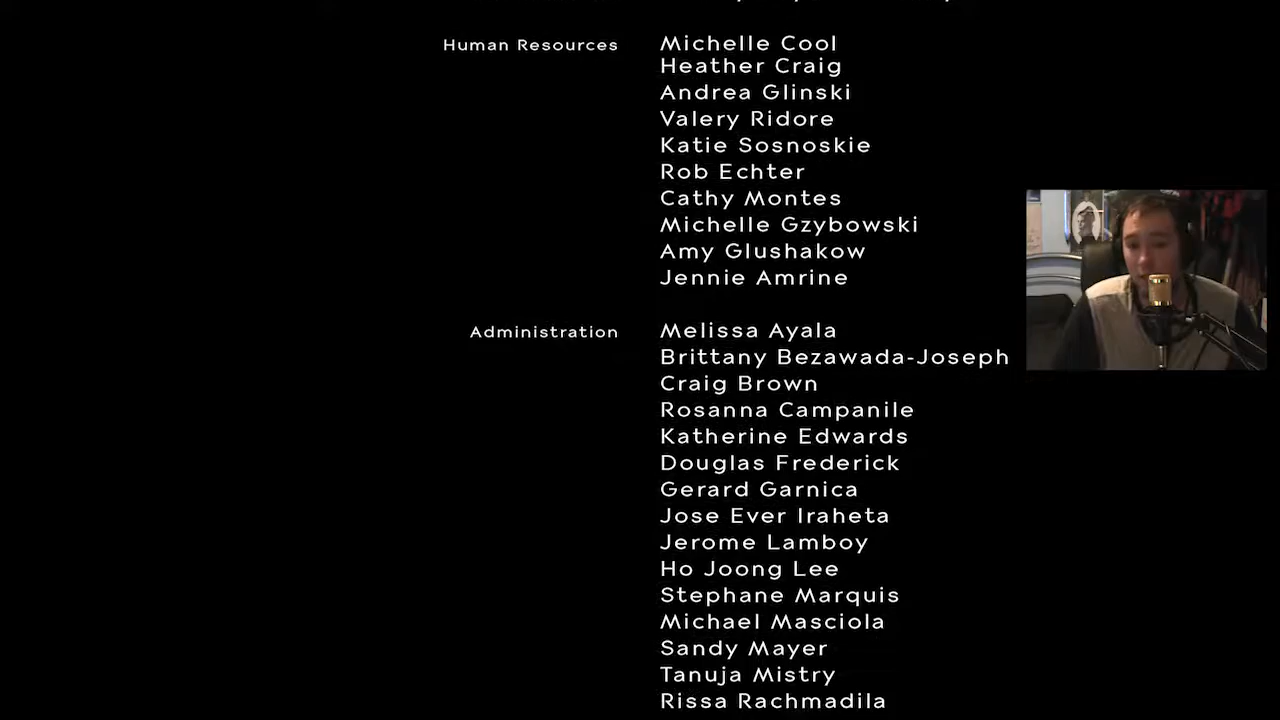 Human Resources Michelle Cool
Heather Craig
Andrea Glinski
Valery Ridore
Katie Sosnoskie
Rob Echter
Cathy Montes
Michelle Gzybowski
Amy Glushakow
Jennie Amrine
Administration Melissa Ayala
Brittany Bezawada-Joseph
Craig Brown
Rosanna Campanile
Katherine Edwards
Douglas Frederick
Gerard Garnica
Jose Ever Iraheta
Jerome Lamboy
Ho Joong Lee
Stephane Marquis
Michael Masciola
Sandy Mayer
Tanuja Mistry
Rissa Rachmadila